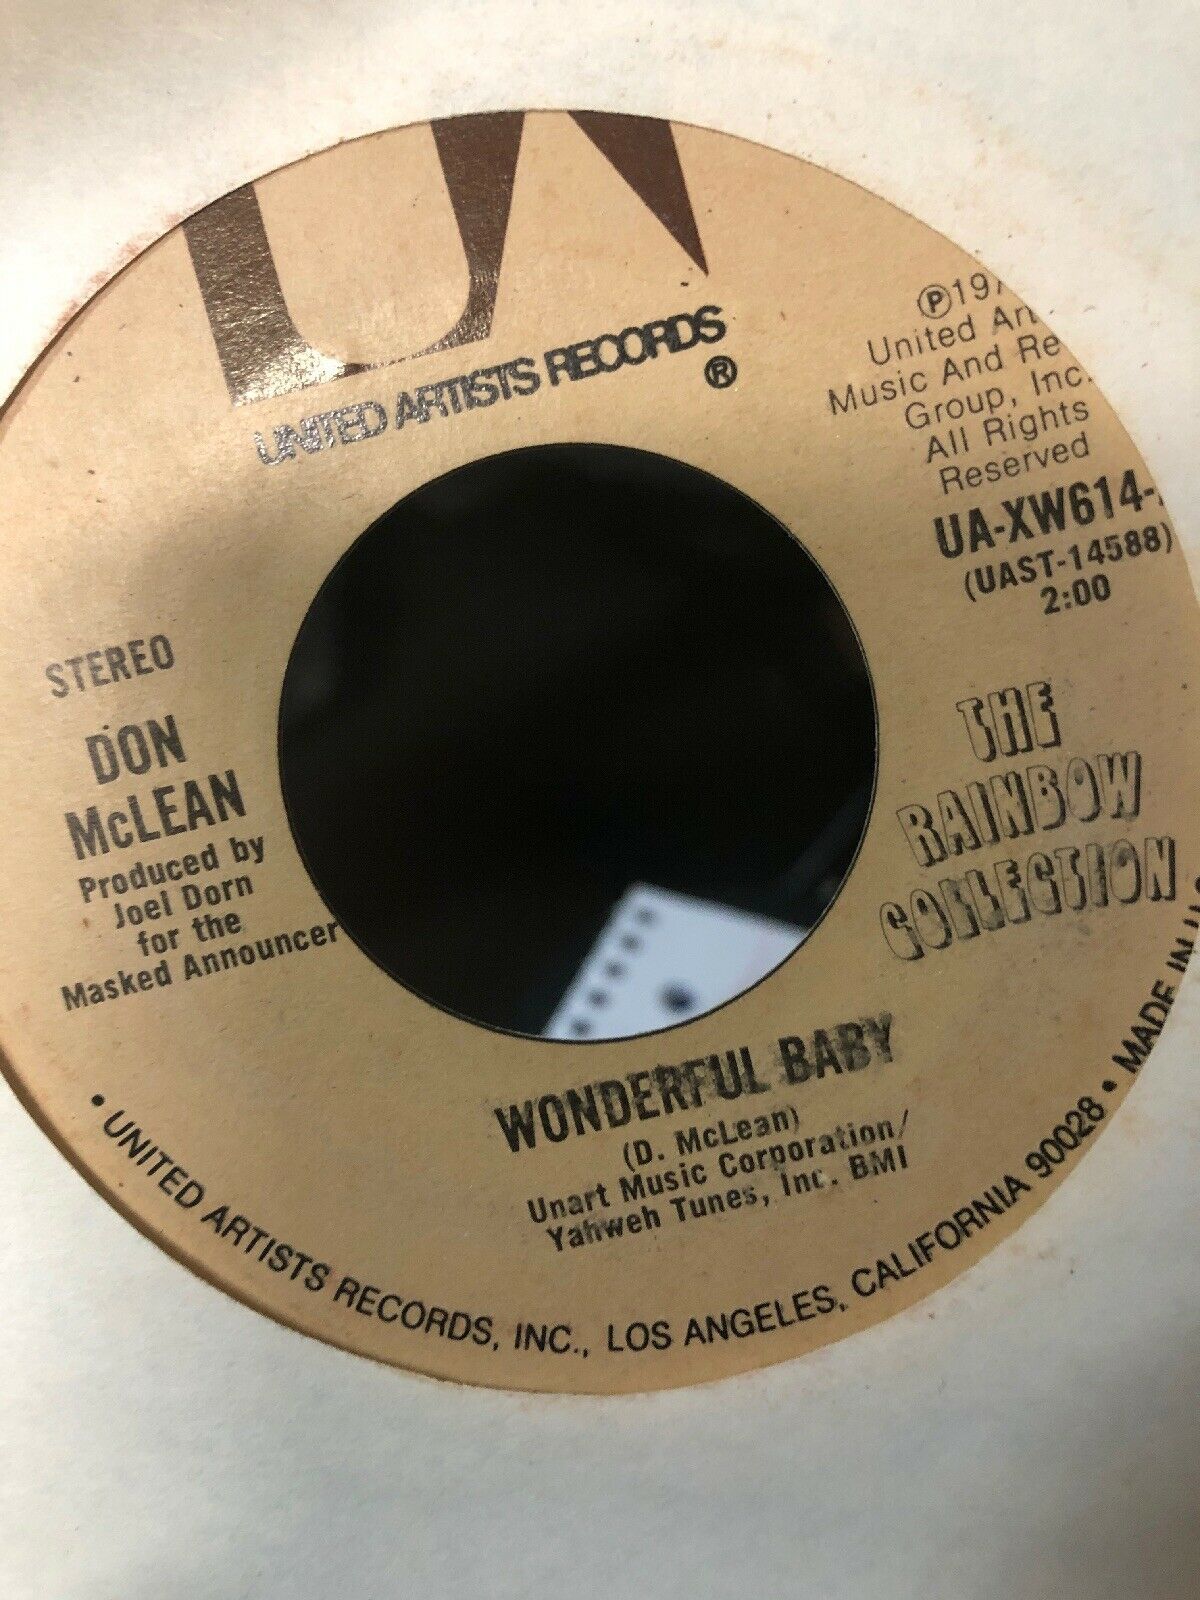 UNITED ARTISTS RECORDS
®
℗197
United
Music And Re
Group, Inc.
All Rights
Reserved
UA-XW614-
(UAST-14588)
2:00
STEREO
DON
McLEAN
Produced by
Joel Dorn
for the
Masked Announcer
THE
RAINBOW
COLLECTION
WONDERFUL BABY
(D. McLean)
Unart Music Corporation/
Yahweh Tunes, Inc. BMI
• UNITED ARTISTS RECORDS, INC., LOS ANGELES, CALIFORNIA 90028 • MADE IN